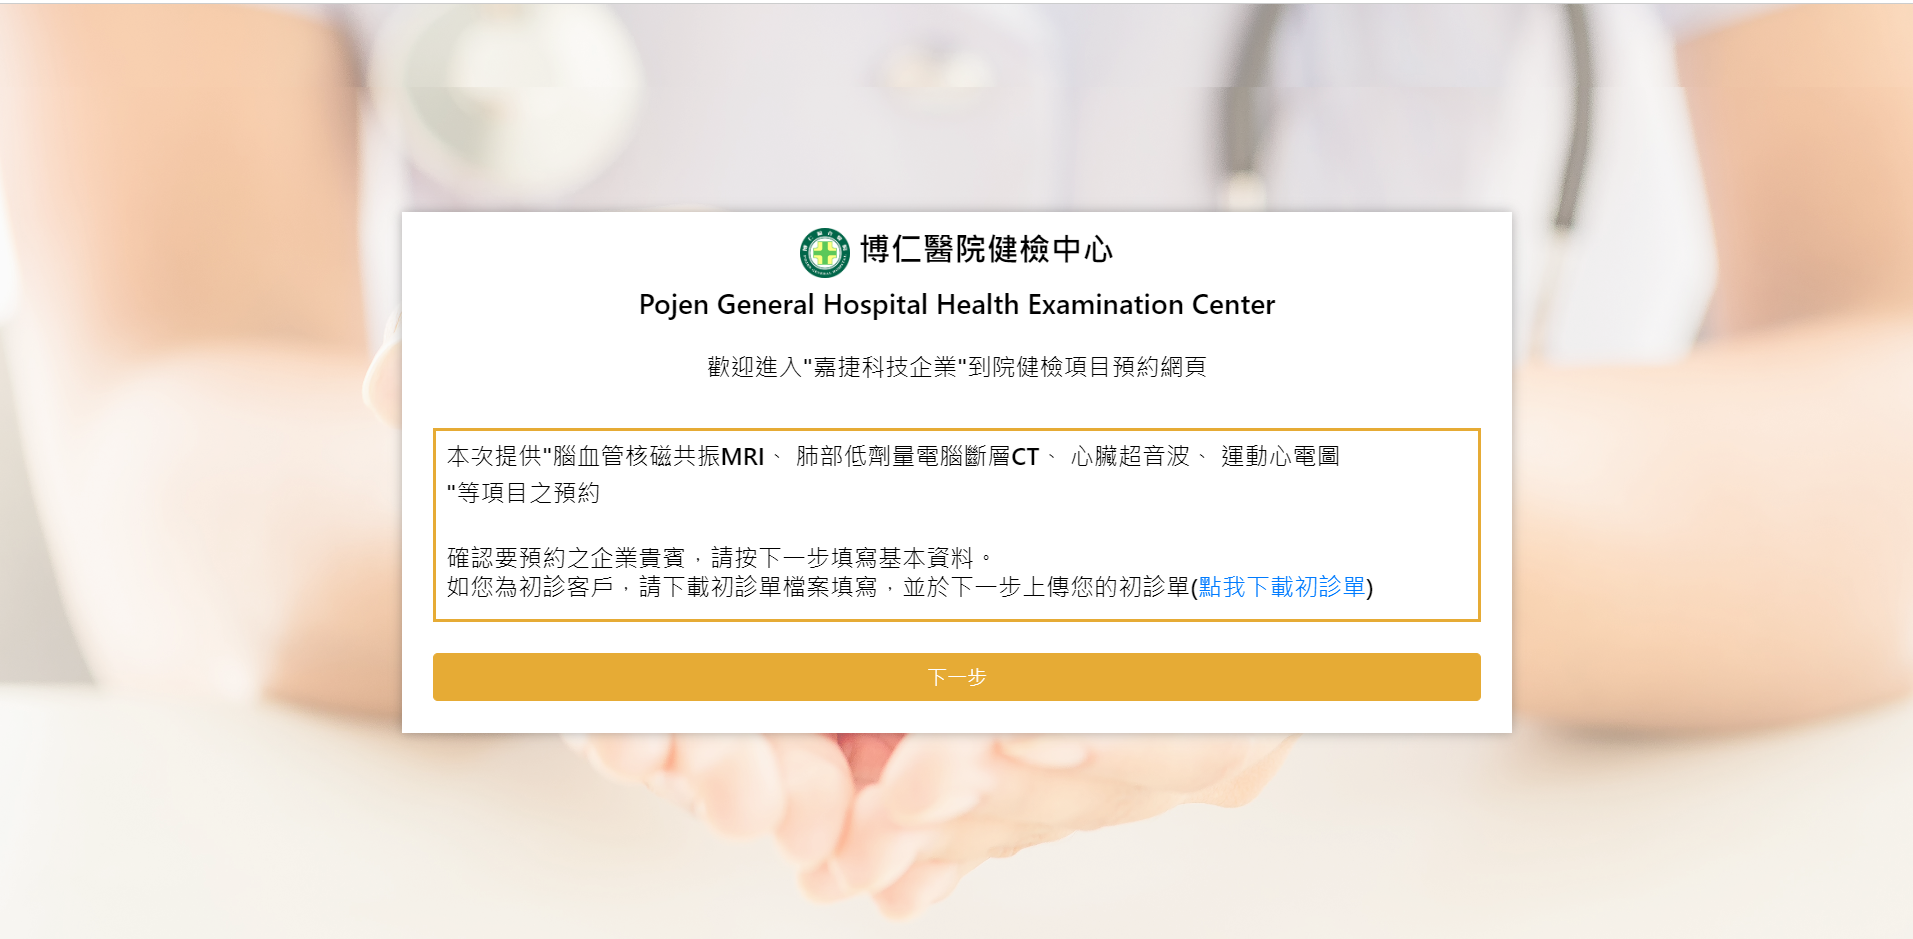 博仁醫院健檢中心
Pojen General Hospital Health Examination Center
歡迎進入"嘉捷科技企業"到院健檢項目預約網頁
本次提供"腦血管核磁共振MRI、 肺部低劑量電腦斷層CT、 心臟超音波、 運動心電圖
"等項目之預約
確認要預約之企業貴賓，請按下一步填寫基本資料。
如您為初診客戶，請下載初診單檔案填寫，並於下一步上傳您的初診單(點我下載初診單)
下一步